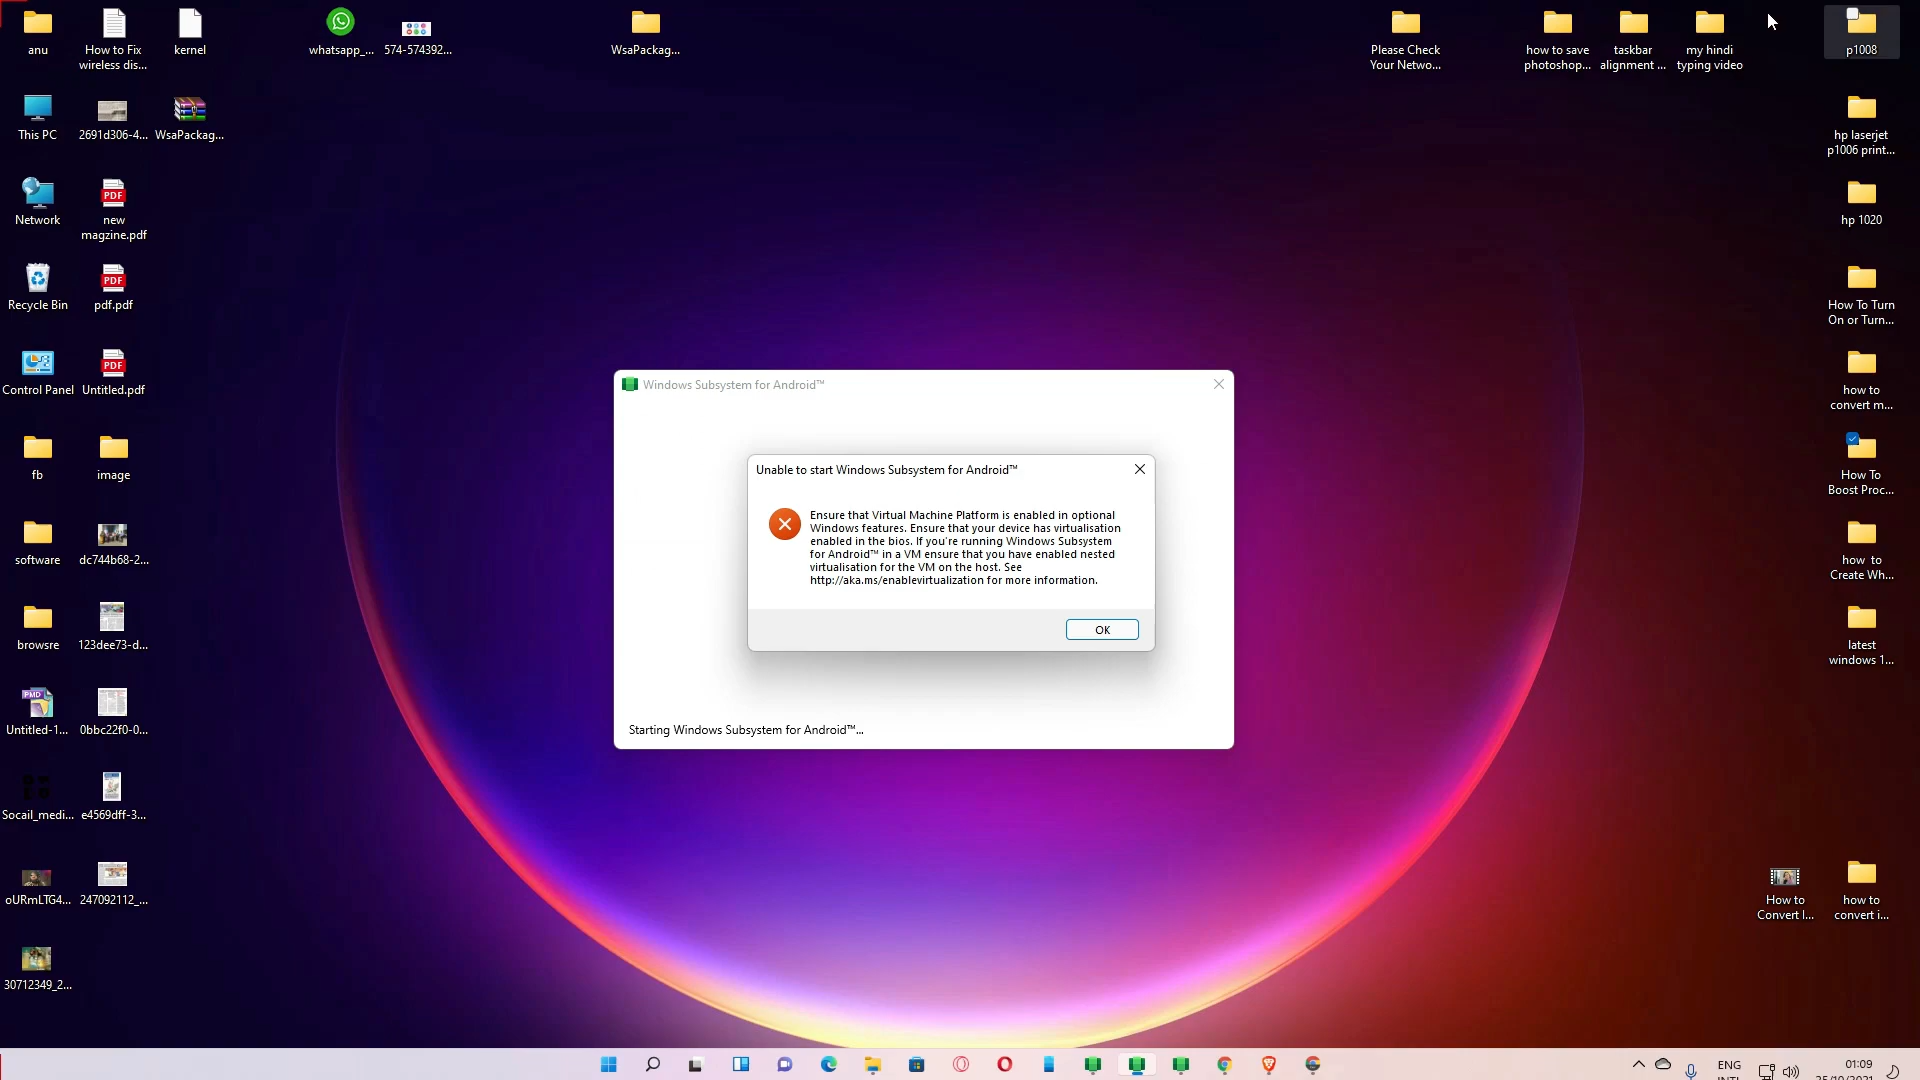 anu
How to Fix
wireless dis...
kernel
whatsapp_...
574-574392...
WsaPackag...
Please Check
Your Netwo...
how to save
photoshop...
taskbar
alignment ...
my hindi
typing video
p1008
This PC
2691d306-4...
WsaPackag...
hp laserjet
p1006 print...
Network
PDF
new
magzine.pdf
hp 1020
Recycle Bin
PDF
pdf.pdf
How To Turn
On or Turn...
Control Panel
PDF
Untitled.pdf
how to
convert m...
fb
image
How To
Boost Proc...
software
dc744b68-2...
how to
Create Wh...
browsre
123dee73-d...
latest
windows 1...
PMD
Untitled-1...
0bbc22f0-0...
Socail_medi...
e4569dff-3...
oURmLTG4...
247092112_...
How to
Convert I...
how to
convert i...
30712349_2...
Windows Subsystem for Android™
Unable to start Windows Subsystem for Android™
Ensure that Virtual Machine Platform is enabled in optional
Windows features. Ensure that your device has virtualisation
enabled in the bios. If you're running Windows Subsystem
for Android™ in a VM ensure that you have enabled nested
virtualisation for the VM on the host. See
http://aka.ms/enablevirtualization for more information.
OK
Starting Windows Subsystem for Android™...
ENG
INTL
01:09
25/10/2021